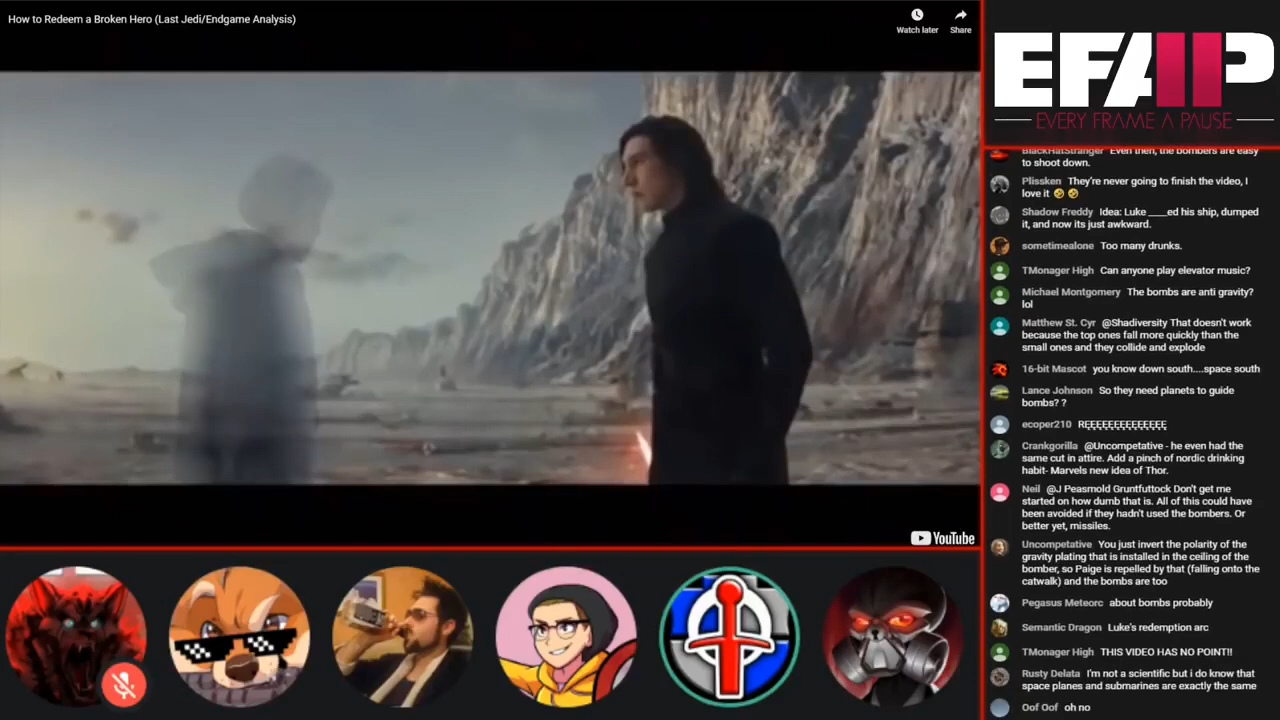 How to Redeem a Broken Hero (Last Jedi/Endgame Analysis)
Watch later
Share
YouTube
EFAP
EVERY FRAME A PAUSE
BlackHatStranger Even then, the bombers are easy
to shoot down.
Plissken They're never going to finish the video, I
love it 🤣 🤣
Shadow Freddy Idea: Luke ____ed his ship, dumped
it, and now its just awkward.
sometimealone Too many drunks.
TMonager High Can anyone play elevator music?
Michael Montgomery The bombs are anti gravity?
lol
Matthew St. Cyr @Shadiversity That doesn't work
because the top ones fall more quickly than the
small ones and they collide and explode
16-bit Mascot you know down south....space south
Lance Johnson So they need planets to guide
bombs? ?
ecoper210 RĘĘĘĘĘĘĘĘĘĘĘĘĘ
Crankgorilla @Uncompetative - he even had the
same cut in attire. Add a pinch of nordic drinking
habit- Marvels new idea of Thor.
Neil @J Peasmold Gruntfuttock Don't get me
started on how dumb that is. All of this could have
been avoided if they hadn't used the bombers. Or
better yet, missiles.
Uncompetative You just invert the polarity of the
gravity plating that is installed in the ceiling of the
bomber, so Paige is repelled by that (falling onto the
catwalk) and the bombs are too
Pegasus Meteorc about bombs probably
Semantic Dragon Luke's redemption arc
TMonager High THIS VIDEO HAS NO POINT!!
Rusty Delata I'm not a scientific but i do know that
space planes and submarines are exactly the same
Oof Oof oh no